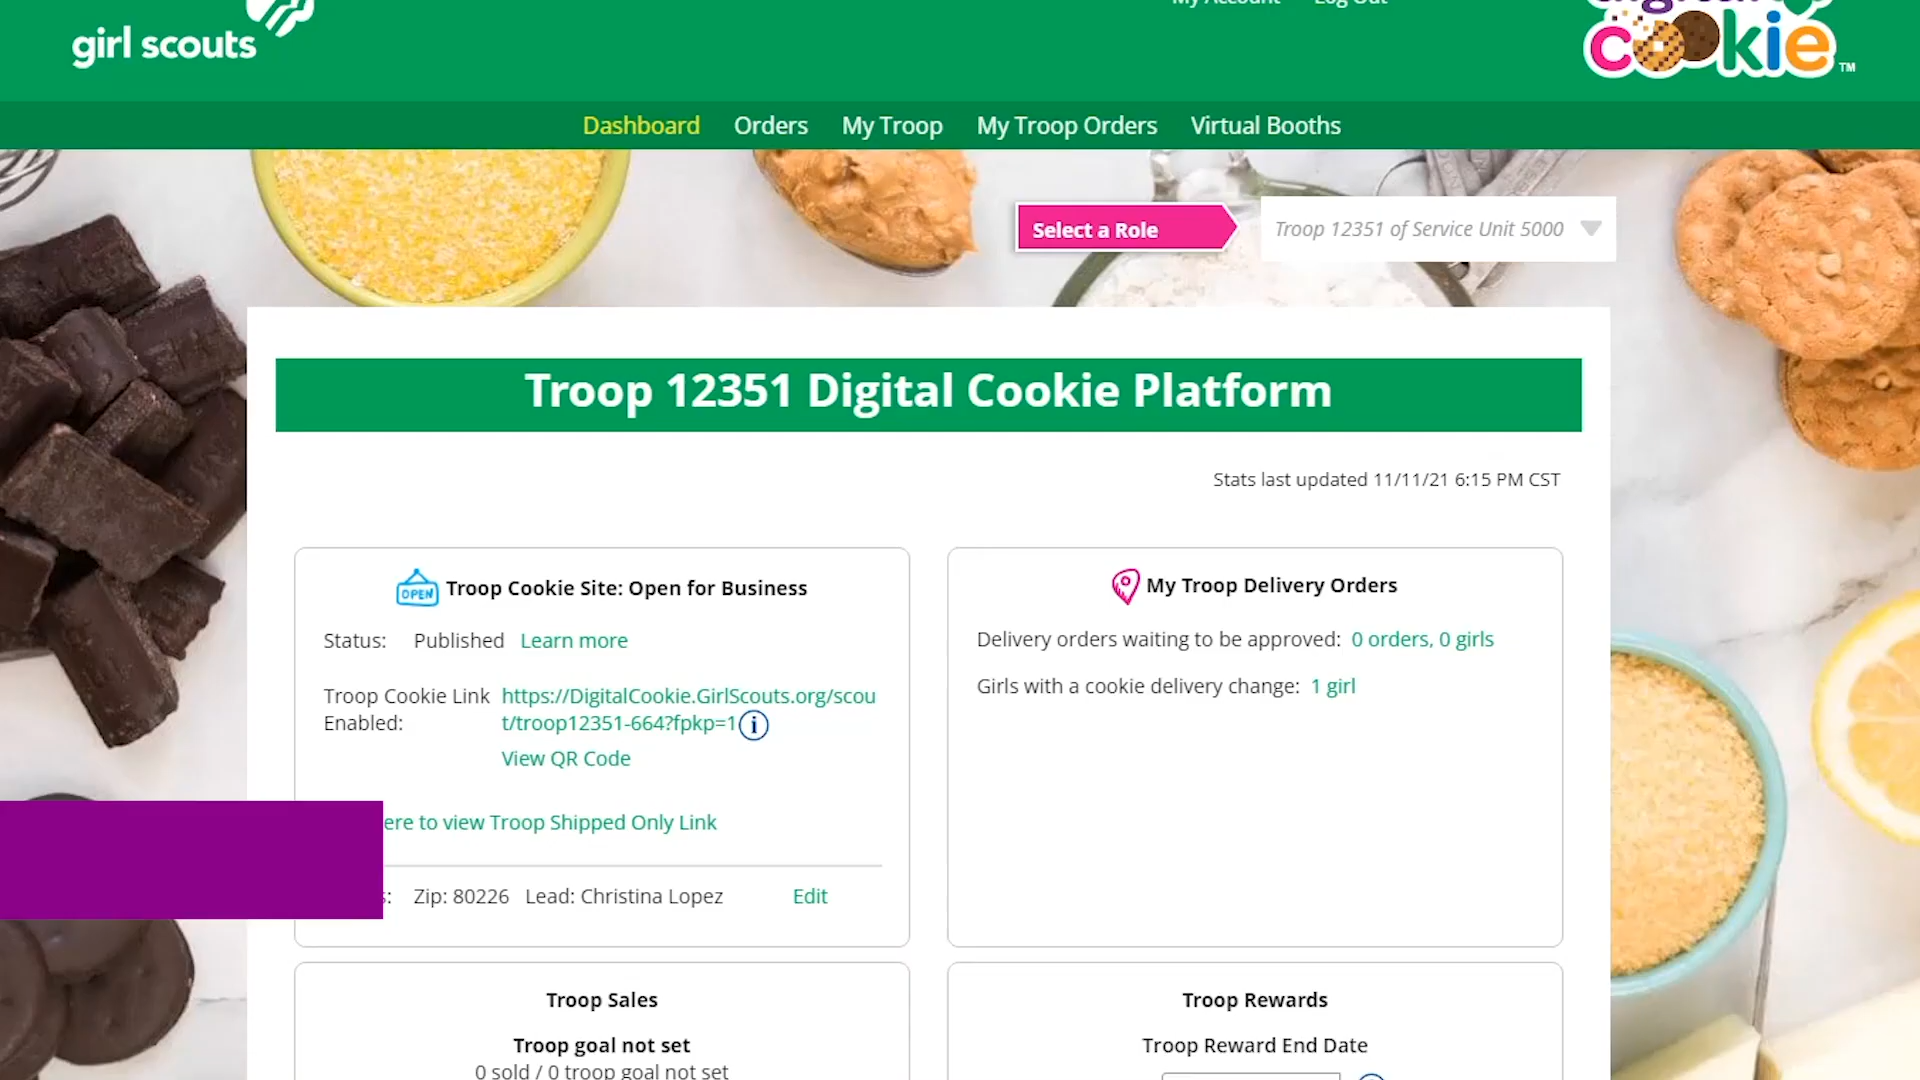 My Account Log Out
girl scouts
cookie
TM
Dashboard Orders My Troop My Troop Orders Virtual Booths
Select a Role
Troop 12351 of Service Unit 5000
Troop 12351 Digital Cookie Platform
Stats last updated 11/11/21 6:15 PM CST
OPEN
Troop Cookie Site: Open for Business
Status: Published Learn more
Troop Cookie Link https://DigitalCookie.GirlScouts.org/scou
Enabled: t/troop12351-664?fpkp=1 i
View QR Code
ere to view Troop Shipped Only Link
s: Zip: 80226 Lead: Christina Lopez Edit
My Troop Delivery Orders
Delivery orders waiting to be approved: 0 orders, 0 girls
Girls with a cookie delivery change: 1 girl
Troop Sales
Troop goal not set
0 sold / 0 troop goal not set
Troop Rewards
Troop Reward End Date